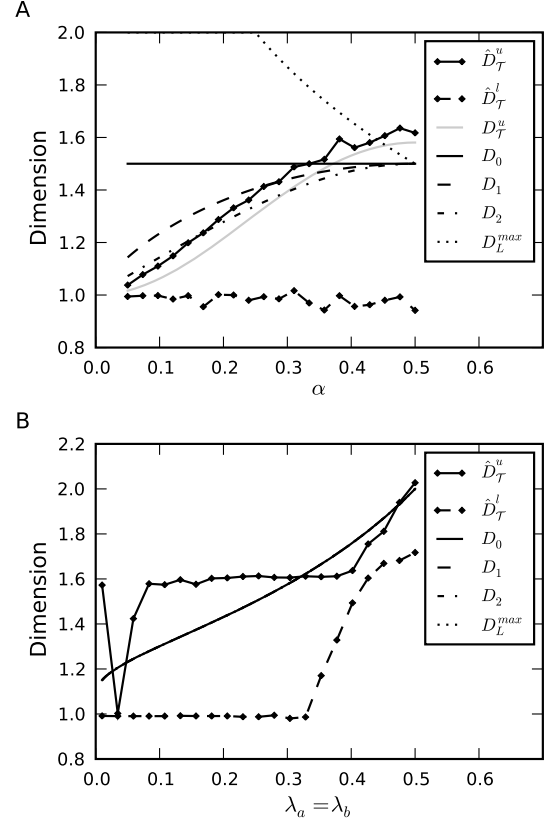 A
2.0
1.8
1.6
1.4
1.2
1.0
0.8
Dimension
0.0 0.1 0.2 0.3 0.4 0.5 0.6
α
D̂ᵘ_𝒯
D̂ˡ_𝒯
Dᵘ_𝒯
D₀
D₁
D₂
D_L^max
B
2.2
2.0
1.8
1.6
1.4
1.2
1.0
0.8
Dimension
0.0 0.1 0.2 0.3 0.4 0.5 0.6
λ_a = λ_b
D̂ᵘ_𝒯
D̂ˡ_𝒯
D₀
D₁
D₂
D_L^max